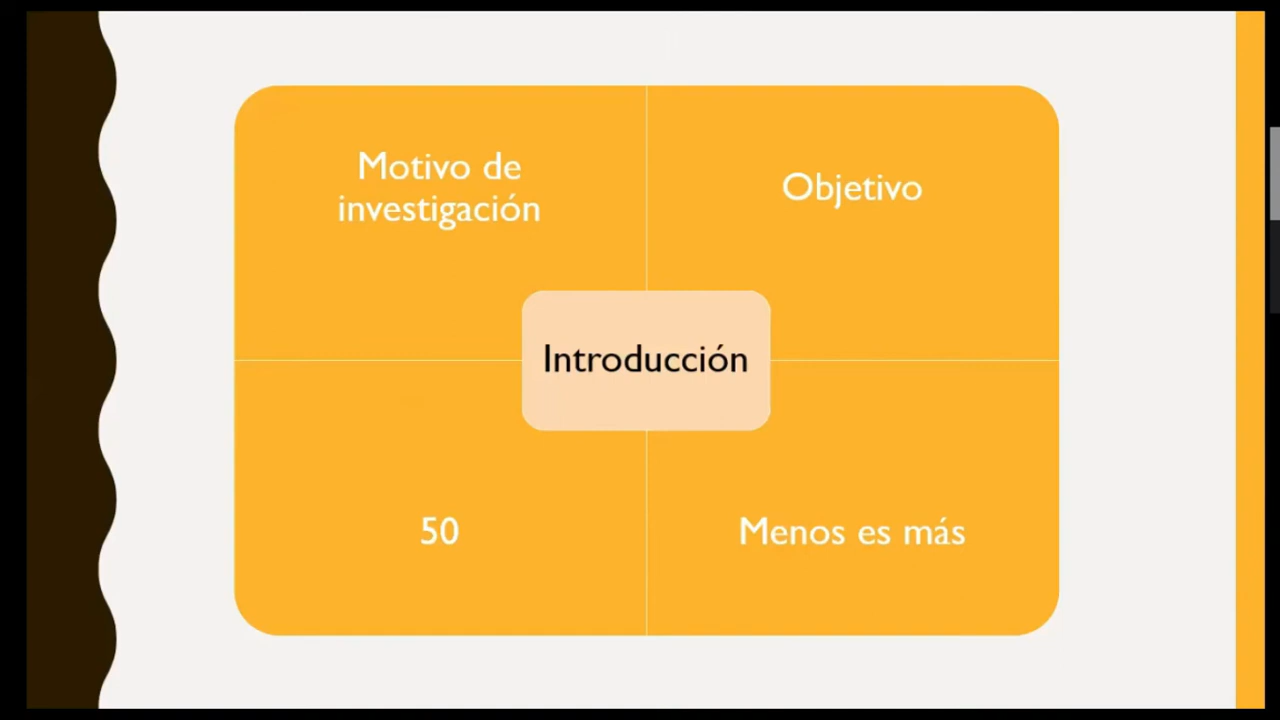 Motivo de
investigación
Objetivo
Introducción
50
Menos es más